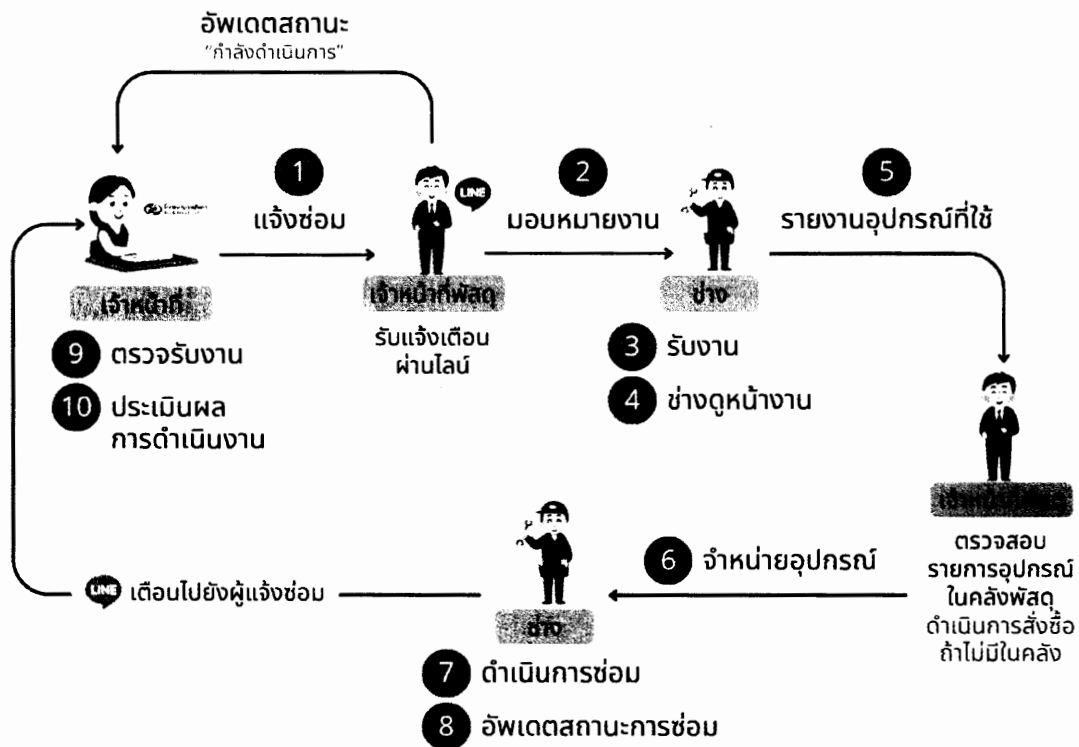 อัพเดตสถานะ
“กำลังดำเนินการ”
1
แจ้งซ่อม
2
มอบหมายงาน
5
รายงานอุปกรณ์ที่ใช้
LINE
เจ้าหน้าที่
เจ้าหน้าที่พัสดุ
ช่าง
รับแจ้งเตือน
ผ่านไลน์
9 ตรวจรับงาน
10 ประเมินผล
การดำเนินงาน
3 รับงาน
4 ช่างดูหน้างาน
6 จำหน่ายอุปกรณ์
ตรวจสอบ
รายการอุปกรณ์
ในคลังพัสดุ
ดำเนินการสั่งซื้อ
ถ้าไม่มีในคลัง
LINE เตือนไปยังผู้แจ้งซ่อม
ช่าง
7 ดำเนินการซ่อม
8 อัพเดตสถานะการซ่อม